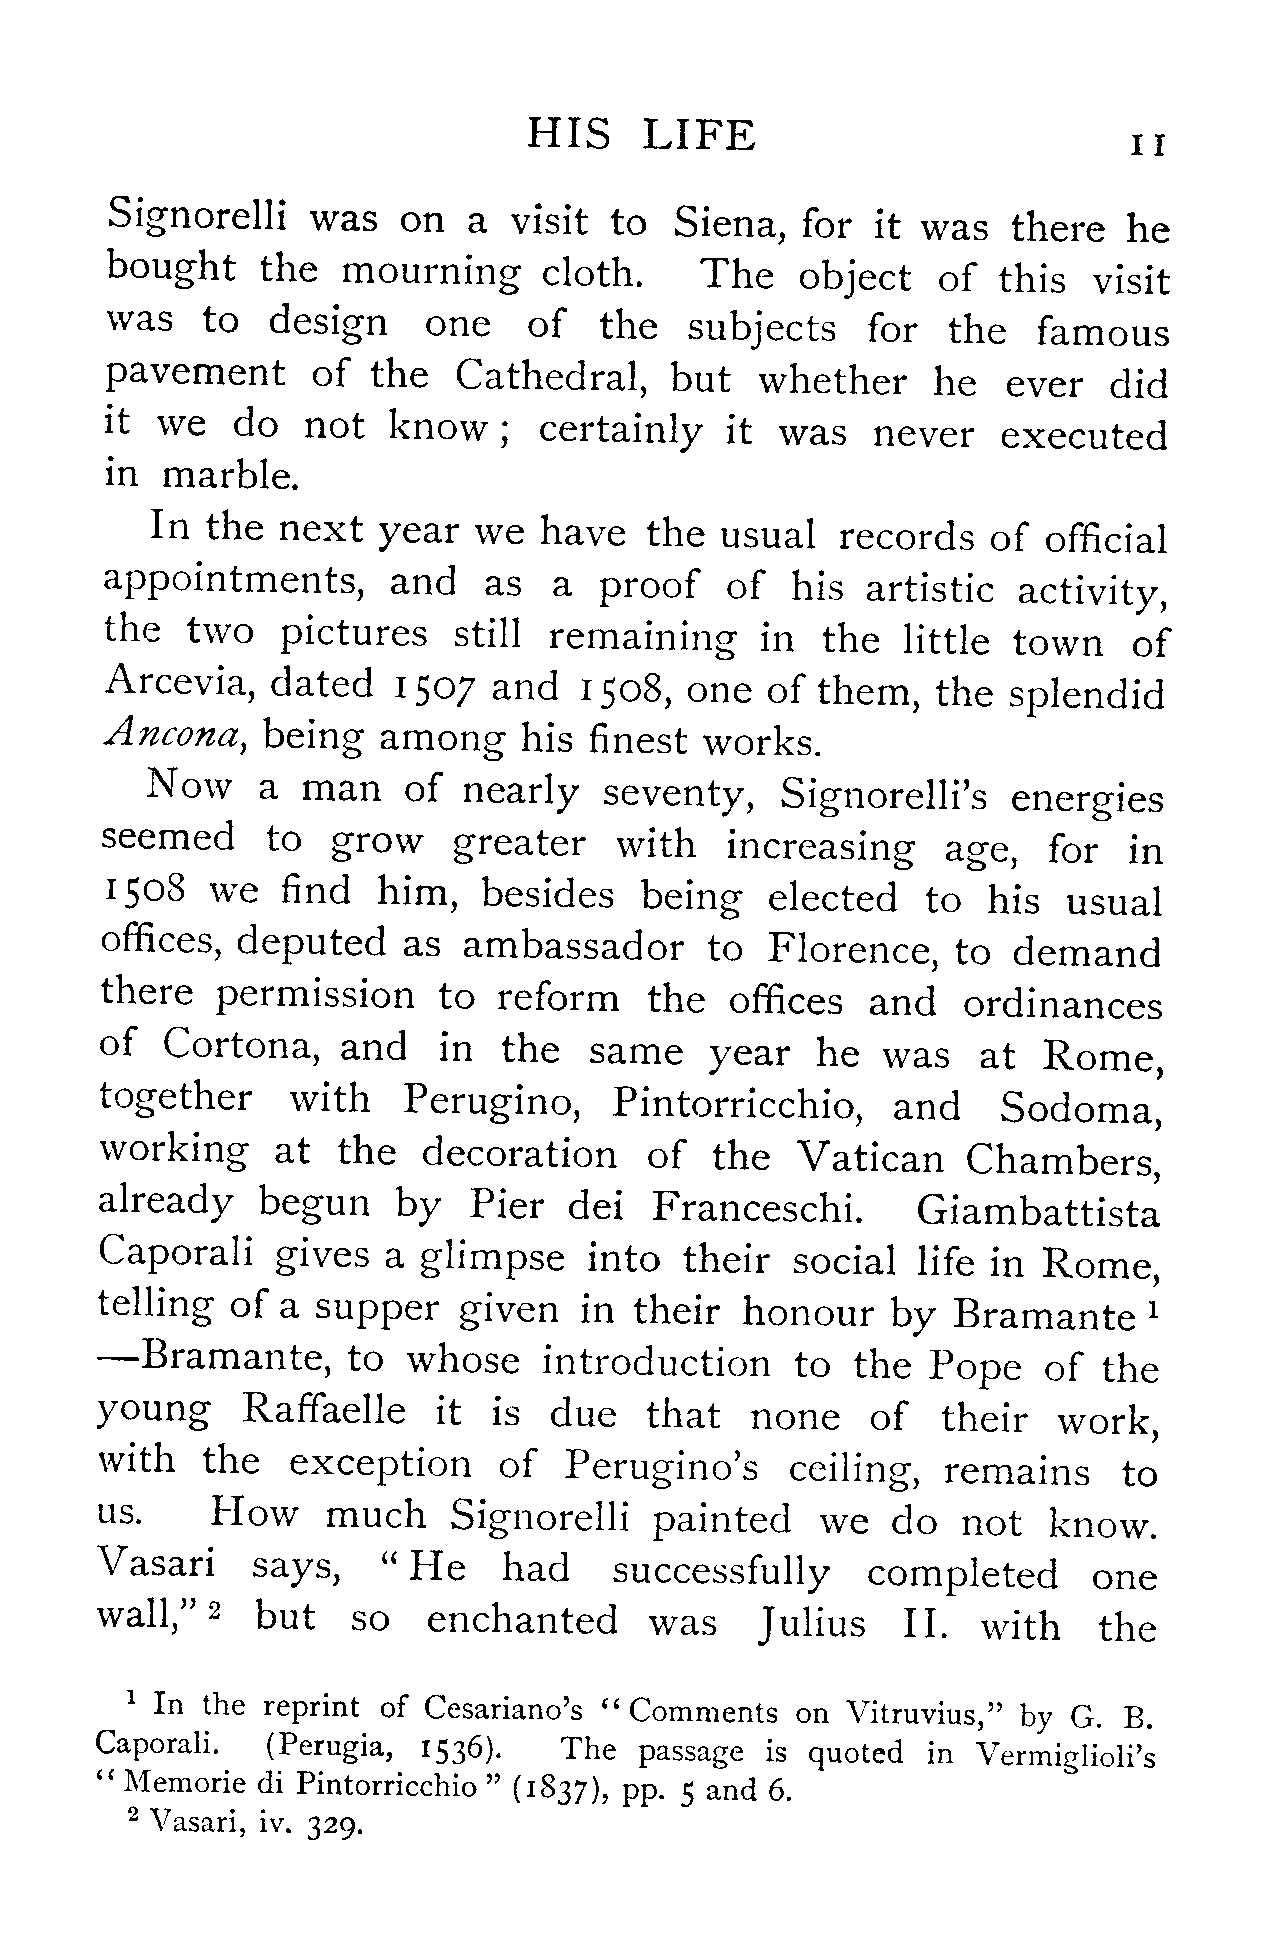 HIS LIFE 11
Signorelli was on a visit to Siena, for it was there he
bought the mourning cloth. The object of this visit
was to design one of the subjects for the famous
pavement of the Cathedral, but whether he ever did
it we do not know ; certainly it was never executed
in marble.
In the next year we have the usual records of official
appointments, and as a proof of his artistic activity,
the two pictures still remaining in the little town of
Arcevia, dated 1507 and 1508, one of them, the splendid
Ancona, being among his finest works.
Now a man of nearly seventy, Signorelli's energies
seemed to grow greater with increasing age, for in
1508 we find him, besides being elected to his usual
offices, deputed as ambassador to Florence, to demand
there permission to reform the offices and ordinances
of Cortona, and in the same year he was at Rome,
together with Perugino, Pintorricchio, and Sodoma,
working at the decoration of the Vatican Chambers,
already begun by Pier dei Franceschi. Giambattista
Caporali gives a glimpse into their social life in Rome,
telling of a supper given in their honour by Bramante ¹
—Bramante, to whose introduction to the Pope of the
young Raffaelle it is due that none of their work,
with the exception of Perugino's ceiling, remains to
us. How much Signorelli painted we do not know.
Vasari says, " He had successfully completed one
wall," ² but so enchanted was Julius II. with the
¹ In the reprint of Cesariano's " Comments on Vitruvius," by G. B.
Caporali. (Perugia, 1536). The passage is quoted in Vermiglioli's
" Memorie di Pintorricchio " (1837), pp. 5 and 6.
² Vasari, iv. 329.